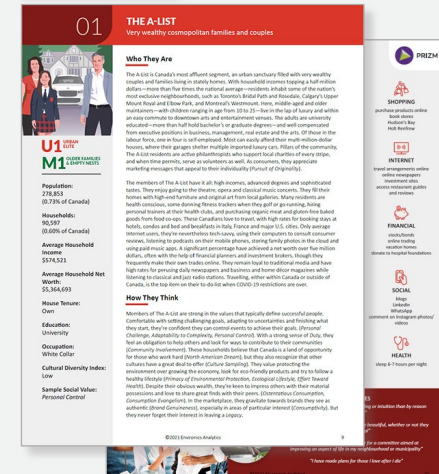 01
THE A-LIST
Very wealthy cosmopolitan families and couples
U1 URBAN
ELITE
M1 OLDER FAMILIES
& EMPTY NESTS
Population:
278,853
(0.73% of Canada)
Households:
90,597
(0.60% of Canada)
Average Household
Income
$574,521
Average Household Net
Worth:
$5,364,693
House Tenure:
Own
Education:
University
Occupation:
White Collar
Cultural Diversity Index:
Low
Sample Social Value:
Personal Control
Who They Are
The A-List is Canada's most affluent segment, an urban sanctuary filled with very wealthy
couples and families living in stately homes. With household incomes topping a half-million
dollars—more than five times the national average—residents inhabit some of the nation's
most exclusive neighbourhoods, such as Toronto's Bridal Path and Rosedale, Calgary's Upper
Mount Royal and Elbow Park, and Montreal's Westmount. Here, middle-aged and older
maintainers—with children ranging in age from 10 to 25—live in the lap of luxury and within
an easy commute to downtown arts and entertainment venues. The adults are university
educated—more than half hold bachelor's or graduate degrees—and well compensated
from executive positions in business, management, real estate and the arts. Of those in the
labour force, one in four is self-employed. Most can easily afford their multi-million-dollar
houses, where their garages shelter multiple imported luxury cars. Pillars of the community,
The A-List residents are active philanthropists who support local charities of every stripe,
and when time permits, serve as volunteers as well. As consumers, they appreciate
marketing messages that appeal to their individuality (Pursuit of Originality).
The members of The A-List have it all: high incomes, advanced degrees and sophisticated
tastes. They enjoy going to the theatre, opera and classical music concerts. They fill their
homes with high-end furniture and original art from local galleries. Many residents are
health conscious, some donning fitness trackers when they golf or go running, hiring
personal trainers at their health clubs, and purchasing organic meat and gluten-free baked
goods from food stores. These Canadians love to travel, with high rates for booking stays at
hotels, condos and bed and breakfasts in Italy, France and major U.S. cities. Only average
Internet users, they're nevertheless tech-savvy, using their computers to consult consumer
reviews, listening to podcasts on their mobile phones, storing family photos in the cloud and
using paid music apps. A significant percentage have achieved a net worth over five million
dollars, often with the help of financial planners and investment brokers, though they
frequently make their own trades online. They remain loyal to traditional media and have
high rates for perusing daily newspapers and business and home décor magazines while
listening to classical and jazz radio stations. Travelling, either within Canada or outside of
Canada, is the top item on their to-do list when COVID-19 restrictions are over.
How They Think
Members of The A-List are strong in the values that typically define successful people.
Comfortable with setting challenging goals, adapting to uncertainties and finishing what
they start, they're confident they can control events to achieve their goals. (Personal
Challenge, Adaptability to Complexity, Personal Control). With a strong sense of Duty, they
feel an obligation to help others and look for ways to contribute to their communities
(Community Involvement). These households believe that Canada is a land of opportunity
for those who work hard (North American Dream), but they also recognize that other
cultures have a great deal to offer (Culture Sampling). They value protecting the
environment over growing the economy, look for eco-friendly products and try to follow a
healthy lifestyle (Primacy of Environmental Protection, Ecological Lifestyle, Effort Toward
Health). Despite their obvious wealth, they're keen to impress others with their material
possessions and love to share great finds with their peers. (Ostentatious Consumption,
Consumption Evangelism). In the marketplace, they gravitate towards brands they see as
authentic (Brand Genuineness), especially in areas of particular interest (Consumptivity). But
they never forget their interest in leaving a Legacy.
©2021 Environics Analytics
9
PRIZM
SHOPPING
purchase products online
book stores
Hudson's Bay
Holt Renfrew
INTERNET
travel arrangements online
online newspapers
investment sites
access restaurant guides
and reviews
FINANCIAL
stocks/bonds
online trading
vacation homes
donate to hospital foundations
SOCIAL
blogs
LinkedIn
WhatsApp
comment on Instagram photos/
videos
HEALTH
sleep 6-7 hours per night
ES
ng or intuition than by reason
beautiful, whether or not they
for a committee aimed at
improving an aspect of life in my neighbourhood or municipality"
"I have made plans for those I love after I die"